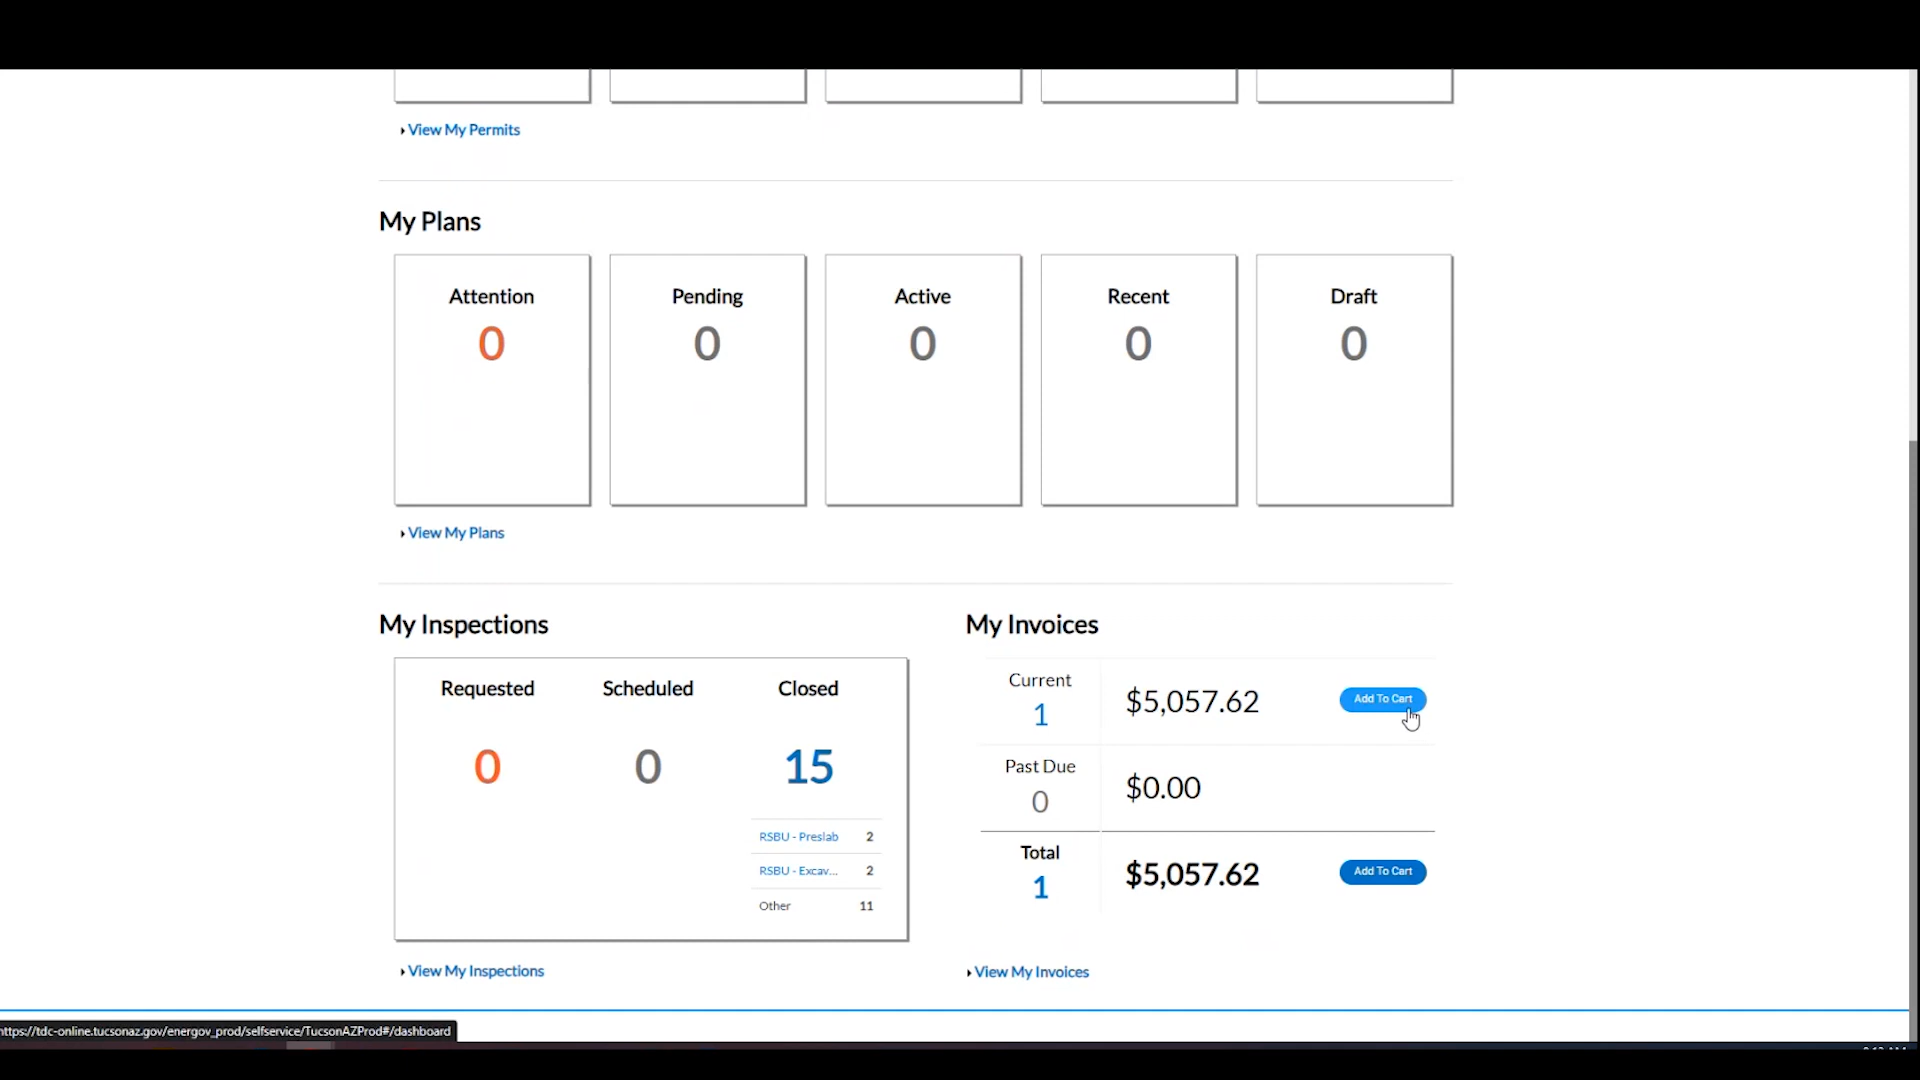 View My Permits
My Plans
Attention
0
Pending
0
Active
0
Recent
0
Draft
0
View My Plans
My Inspections
Requested
0
Scheduled
0
Closed
15
RSBU - Preslab 2
RSBU - Excav... 2
Other 11
View My Inspections
My Invoices
Current
1
$5,057.62
Add To Cart
Past Due
0
$0.00
Total
1
$5,057.62
Add To Cart
View My Invoices
https://tdc-online.tucsonaz.gov/energov_prod/selfservice/TucsonAZProd#/dashboard